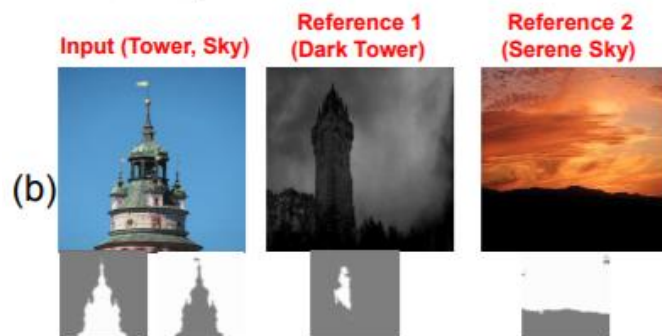 Input (Tower, Sky)
Reference 1
(Dark Tower)
Reference 2
(Serene Sky)
(b)